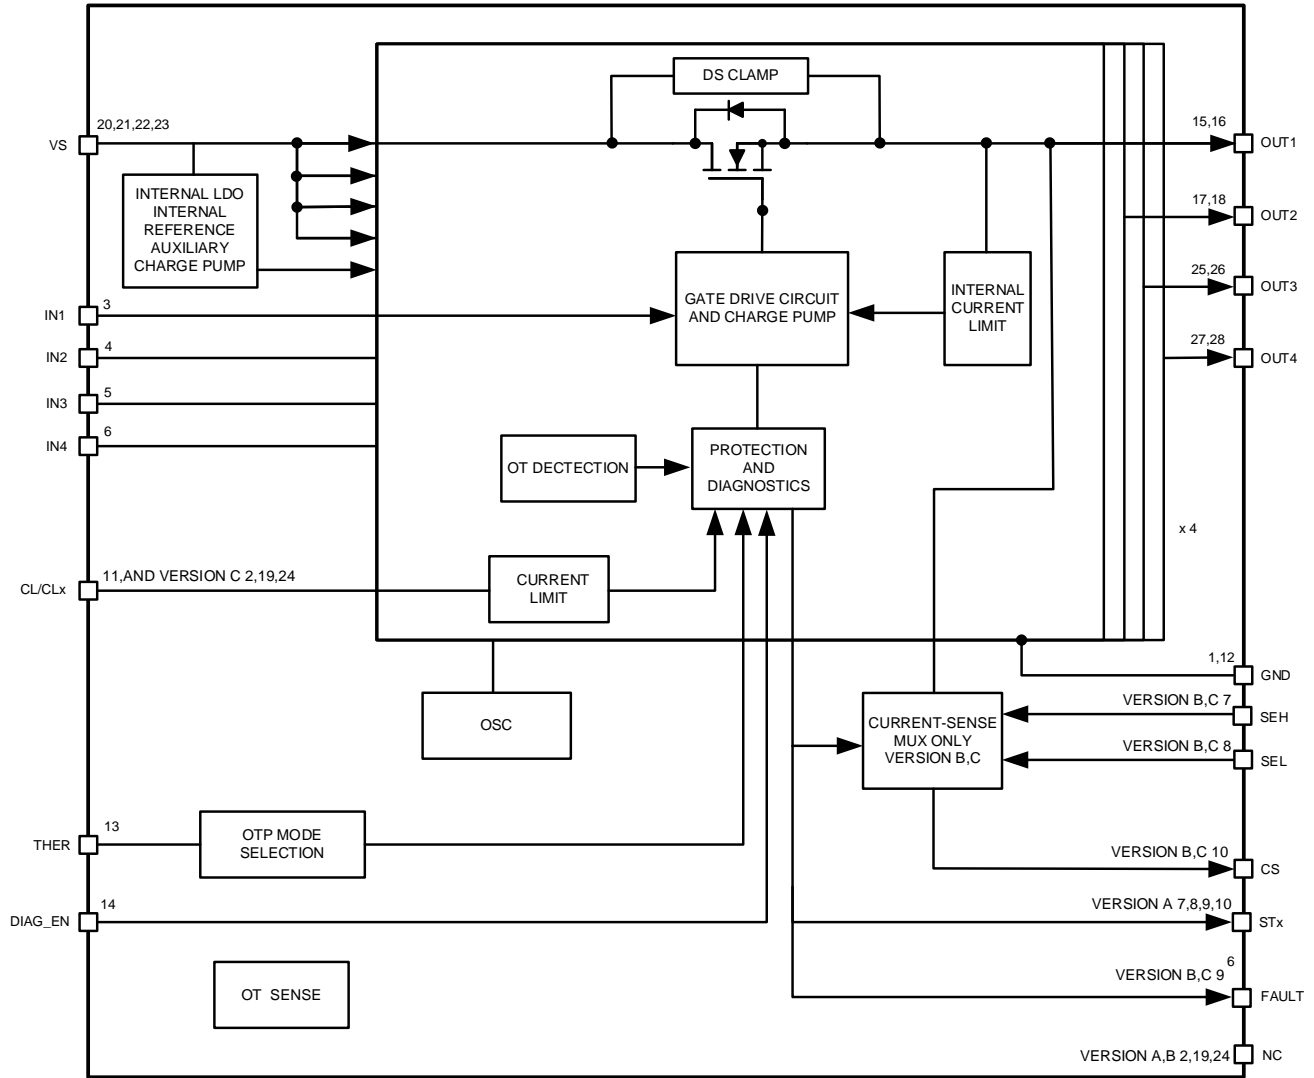 DS CLAMP
20,21,22,23
VS
15,16
OUT1
INTERNAL LDO
INTERNAL
REFERENCE
AUXILIARY
CHARGE PUMP
17,18
OUT2
25,26
OUT3
27,28
OUT4
GATE DRIVE CIRCUIT
AND CHARGE PUMP
INTERNAL
CURRENT
LIMIT
3
IN1
4
IN2
5
IN3
6
IN4
OT DECTECTION
PROTECTION
AND
DIAGNOSTICS
x 4
11,AND VERSION C 2,19,24
CL/CLx
CURRENT
LIMIT
1,12
GND
OSC
CURRENT-SENSE
MUX ONLY
VERSION B,C
VERSION B,C 7
SEH
VERSION B,C 8
SEL
13
THER
OTP MODE
SELECTION
VERSION B,C 10
CS
14
DIAG_EN
VERSION A 7,8,9,10
STx
OT SENSE
6
VERSION B,C 9
FAULT
VERSION A,B 2,19,24
NC